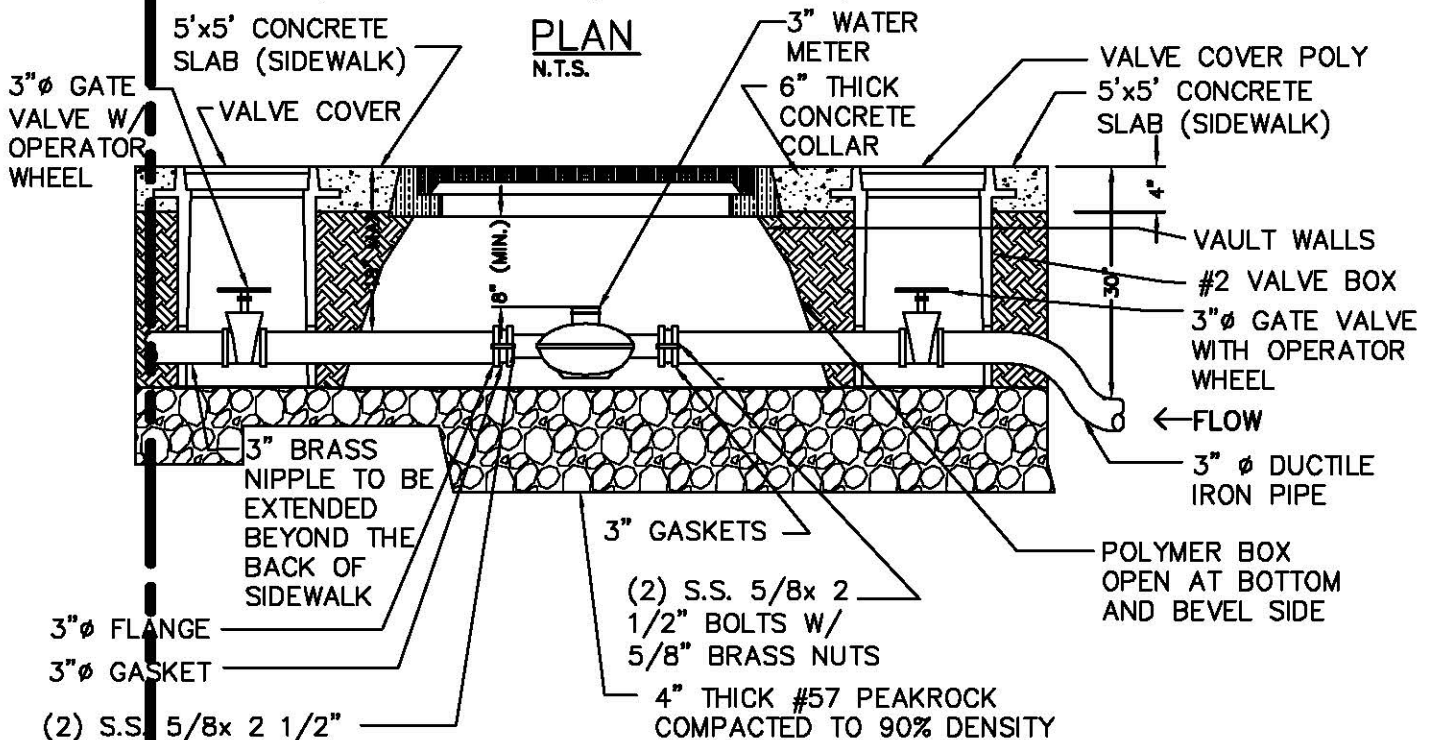 5'x5' CONCRETE
SLAB (SIDEWALK)
PLAN
N.T.S.
3" WATER
METER
3"ø GATE
VALVE W/
OPERATOR
WHEEL
VALVE COVER
6" THICK
CONCRETE
COLLAR
VALVE COVER POLY
5'x5' CONCRETE
SLAB (SIDEWALK)
4"
8" (MIN.)
30"
VAULT WALLS
#2 VALVE BOX
3"ø GATE VALVE
WITH OPERATOR
WHEEL
←FLOW
3" ø DUCTILE
IRON PIPE
3" BRASS
NIPPLE TO BE
EXTENDED
BEYOND THE
BACK OF
SIDEWALK
3" GASKETS
POLYMER BOX
OPEN AT BOTTOM
AND BEVEL SIDE
(2) S.S. 5/8x 2
1/2" BOLTS W/
5/8" BRASS NUTS
3"ø FLANGE
3"ø GASKET
(2) S.S. 5/8x 2 1/2"
4" THICK #57 PEAKROCK
COMPACTED TO 90% DENSITY